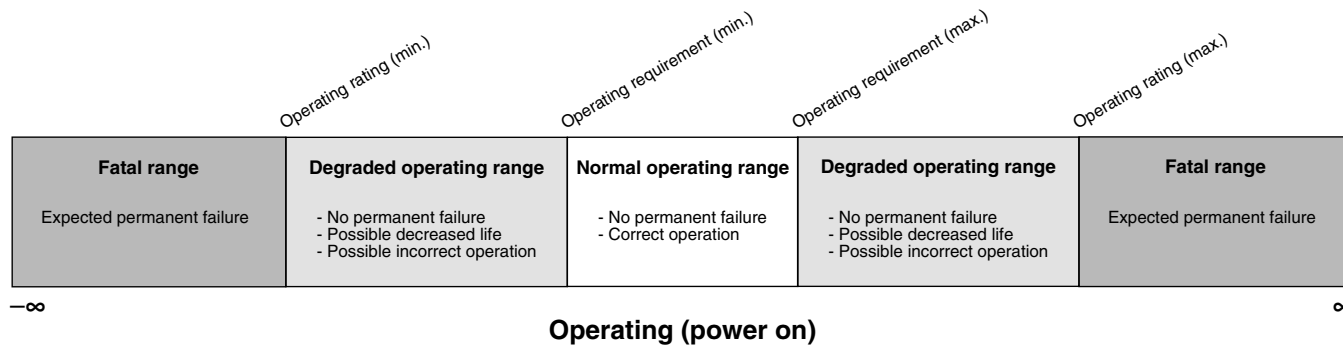 Operating rating (min.)
Operating requirement (min.)
Operating requirement (max.)
Operating rating (max.)
Fatal range
Expected permanent failure
Degraded operating range
- No permanent failure
- Possible decreased life
- Possible incorrect operation
Normal operating range
- No permanent failure
- Correct operation
Degraded operating range
- No permanent failure
- Possible decreased life
- Possible incorrect operation
Fatal range
Expected permanent failure
–∞
∞
Operating (power on)